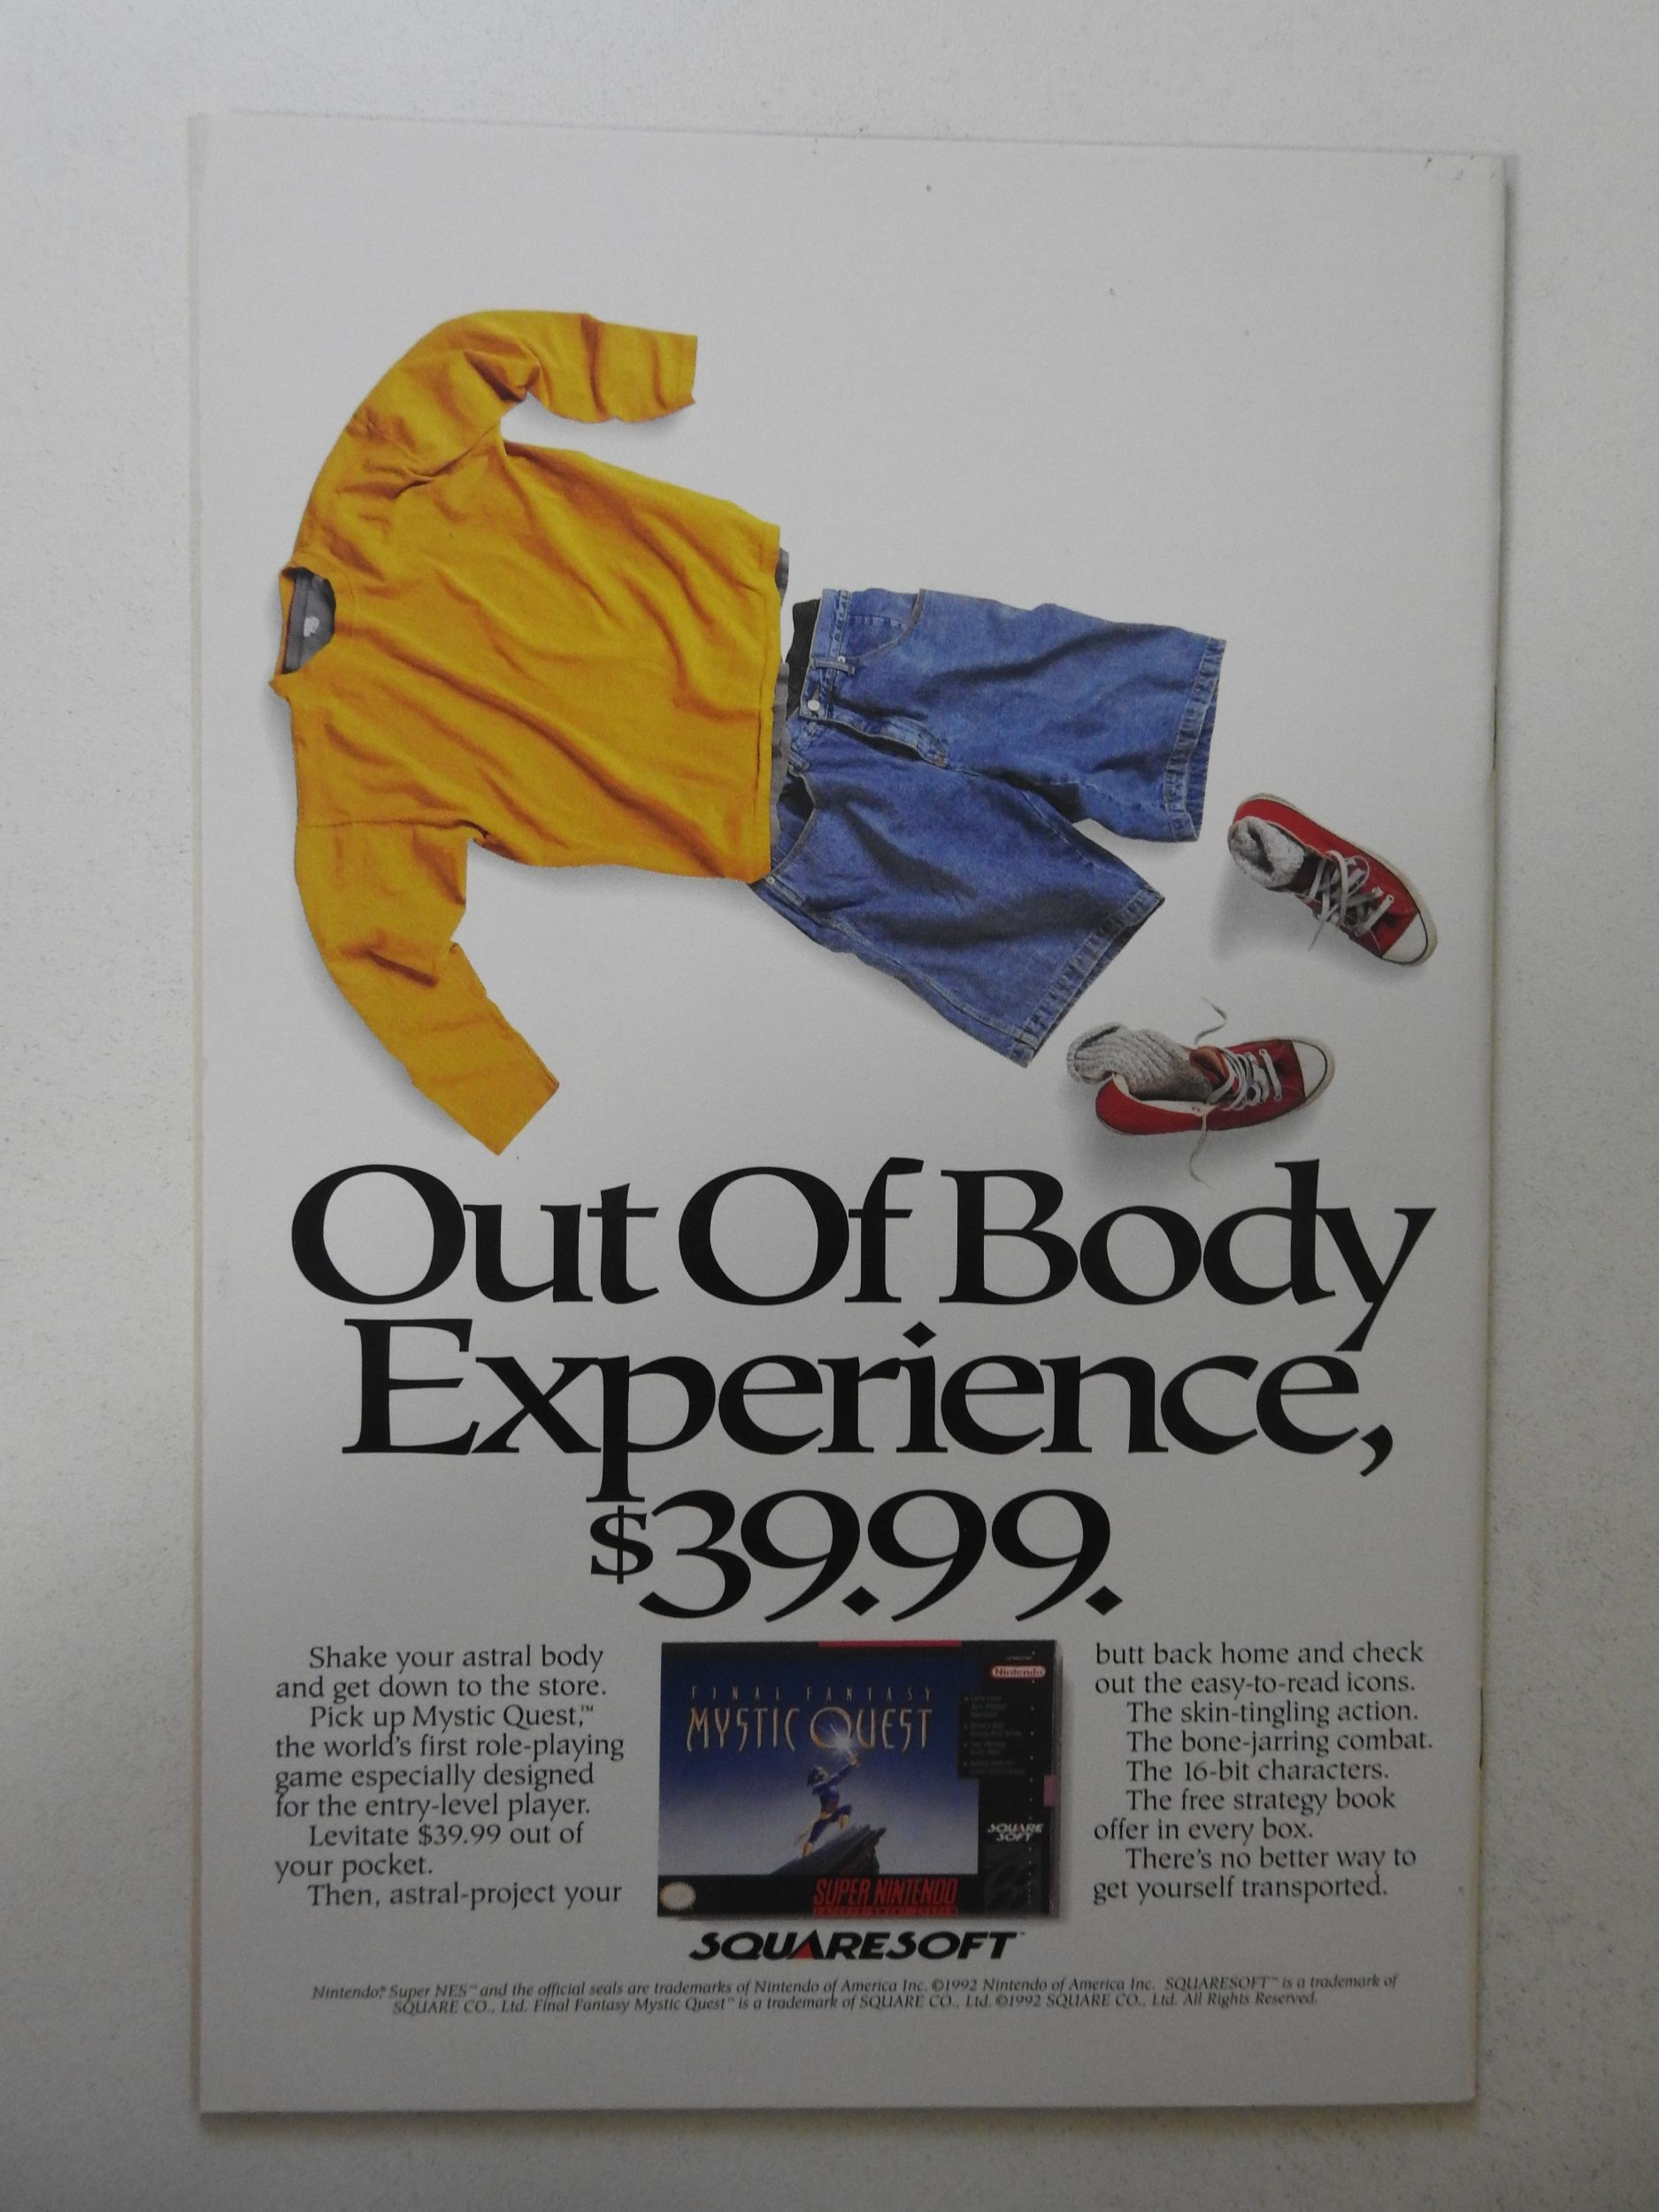 Out Of Body
Experience,
$39.99.
Shake your astral body
and get down to the store.
Pick up Mystic Quest,™
the world's first role-playing
game especially designed
for the entry-level player.
Levitate $39.99 out of
your pocket.
Then, astral-project your
butt back home and check
out the easy-to-read icons.
The skin-tingling action.
The bone-jarring combat.
The 16-bit characters.
The free strategy book
offer in every box.
There's no better way to
get yourself transported.
Nintendo
FINAL FANTASY
MYSTIC QUEST
SQUARE
SOFT
SUPER NINTENDO
SQUARESOFT™
Nintendo,® Super NES™ and the official seals are trademarks of Nintendo of America Inc. ©1992 Nintendo of America Inc. SQUARESOFT™ is a trademark of
SQUARE CO., Ltd. Final Fantasy Mystic Quest™ is a trademark of SQUARE CO., Ltd. ©1992 SQUARE CO., Ltd. All Rights Reserved.